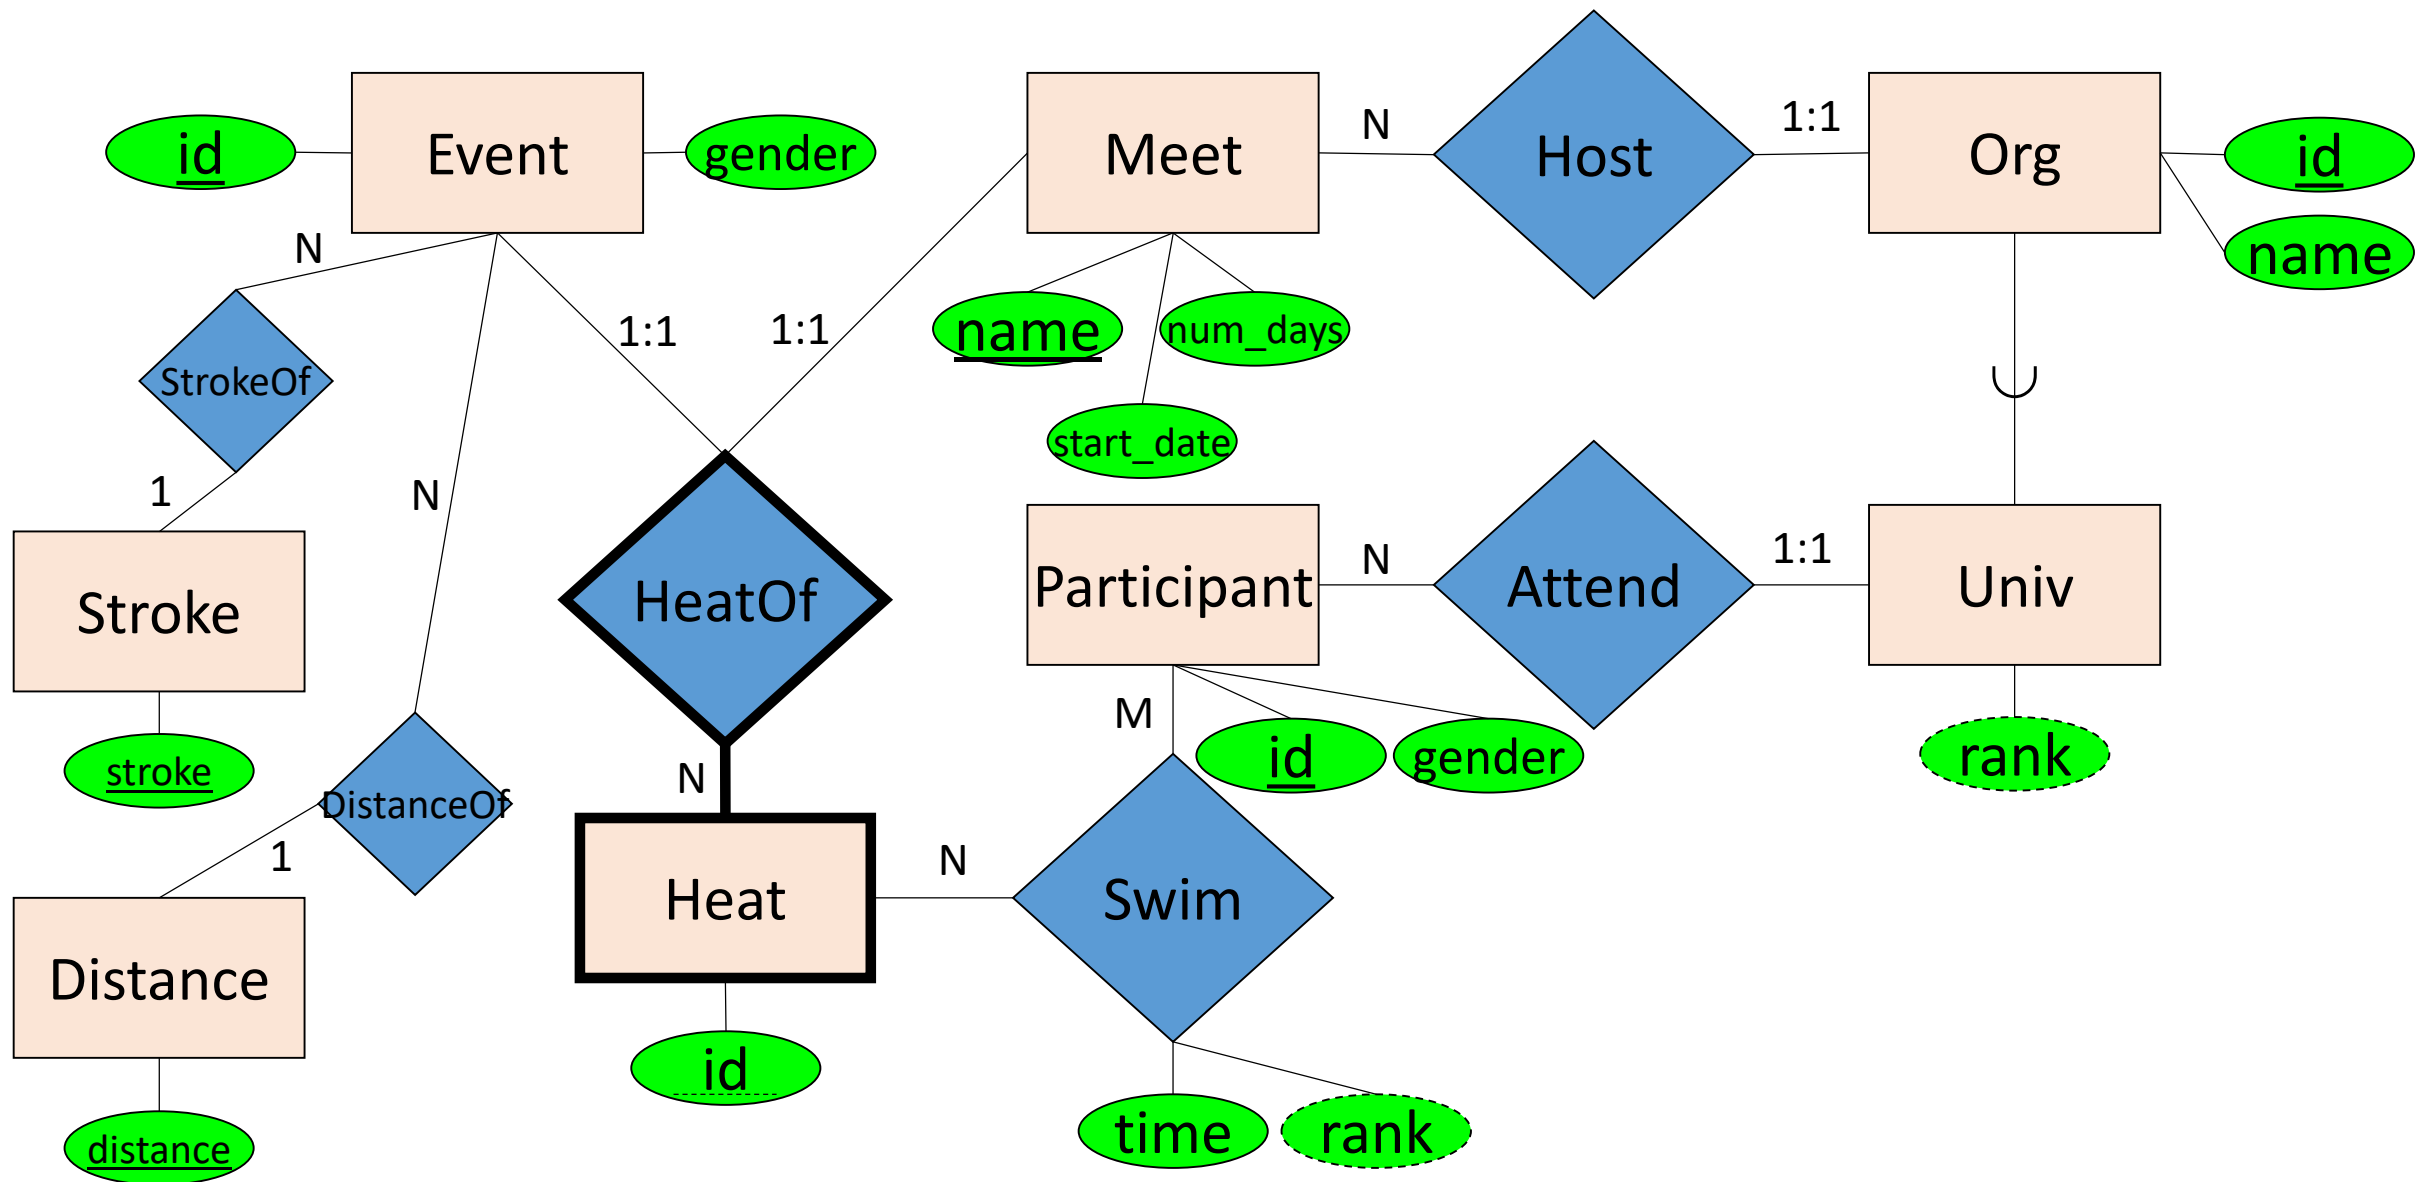 id
Event
gender
Meet
N
Host
1:1
Org
id
name
N
1:1
1:1
name
num_days
StrokeOf
start_date
1
N
Stroke
HeatOf
Participant
N
Attend
1:1
Univ
M
id
gender
rank
stroke
N
DistanceOf
1
Heat
N
Swim
Distance
id
time
rank
distance